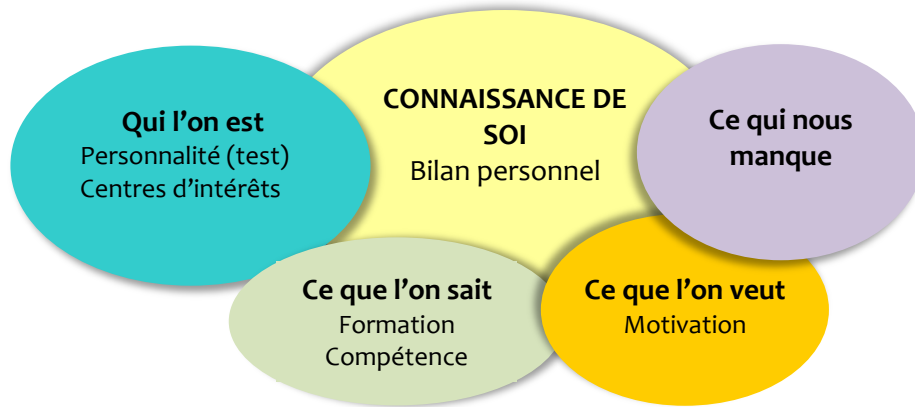 CONNAISSANCE DE
SOI
Bilan personnel
Qui l’on est
Personnalité (test)
Centres d’intérêts
Ce qui nous
manque
Ce que l’on sait
Formation
Compétence
Ce que l’on veut
Motivation